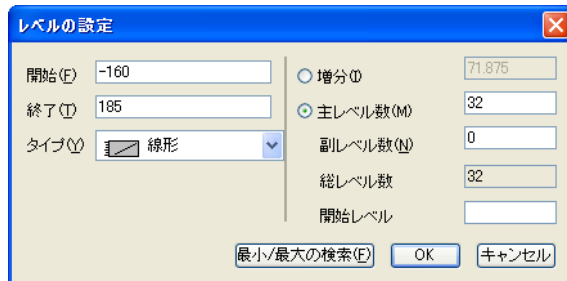 レベルの設定
開始(F) -160
終了(T) 185
タイプ(Y) 線形
増分(I) 71.875
主レベル数(M) 32
副レベル数(N) 0
総レベル数 32
開始レベル
最小/最大の検索(F) OK キャンセル